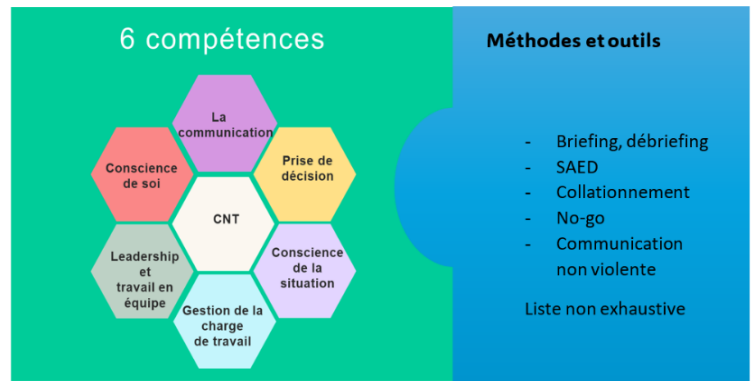 6 compétences
La
communication
Conscience
de soi
Prise de
décision
CNT
Leadership
et
travail en
équipe
Conscience
de la
situation
Gestion de la
charge
de travail
Méthodes et outils
- Briefing, débriefing
- SAED
- Collationnement
- No-go
- Communication
non violente
Liste non exhaustive